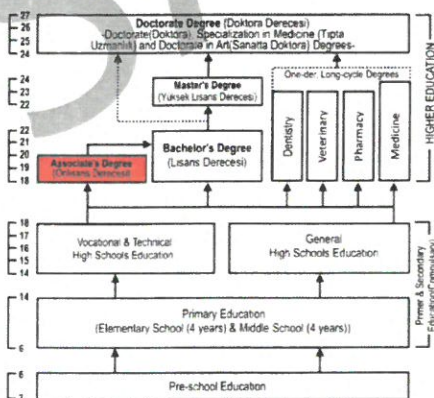 27
26
25
24
Doctorate Degree (Doktora Derecesi)
-Doctorate(Doktora), Specialization in Medicine (Tıpta
Uzmanlık) and Doctorate in Art(Sanatta Doktora) Degrees-
24
23
22
Master's Degree
(Yuksek Lisans Derecesi)
One-tier, Long-cycle Degrees
22
21
20
19
18
Associate's Degree
(Önlisans Derecesi)
Bachelor's Degree
(Lisans Derecesi)
Dentistry
Veterinary
Pharmacy
Medicine
HIGHER EDUCATION
18
17
16
15
14
Vocational & Technical
High Schools Education
General
High Schools Education
14
6
Primary Education
(Elementary School (4 years) & Middle School (4 years))
Primer & Secondary
Education(Compulsary)
6
Pre-school Education